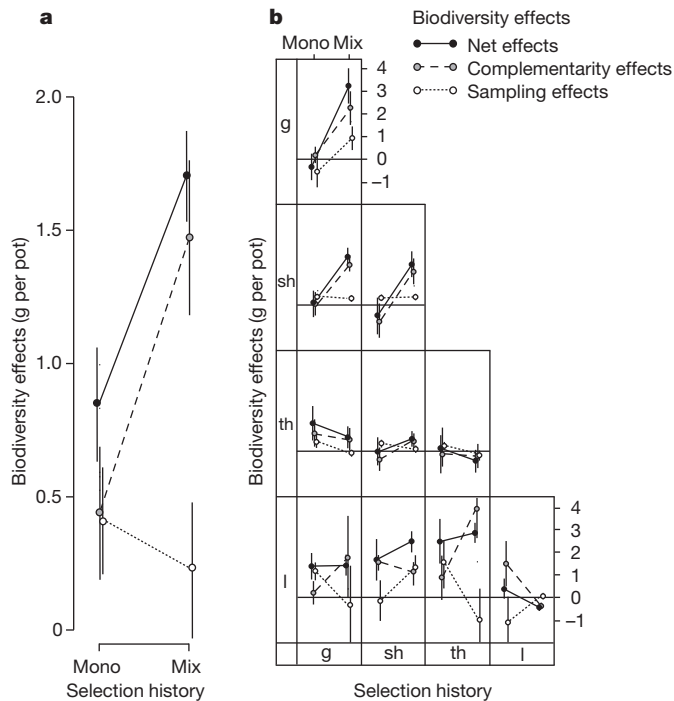 a
b
Biodiversity effects
Net effects
Complementarity effects
Sampling effects
Mono Mix
Biodiversity effects (g per pot)
2.0
1.5
1.0
0.5
0
Mono
Mix
Selection history
Biodiversity effects (g per pot)
g
4
3
2
1
0
−1
sh
th
l
4
3
2
1
0
−1
g
sh
th
l
Selection history